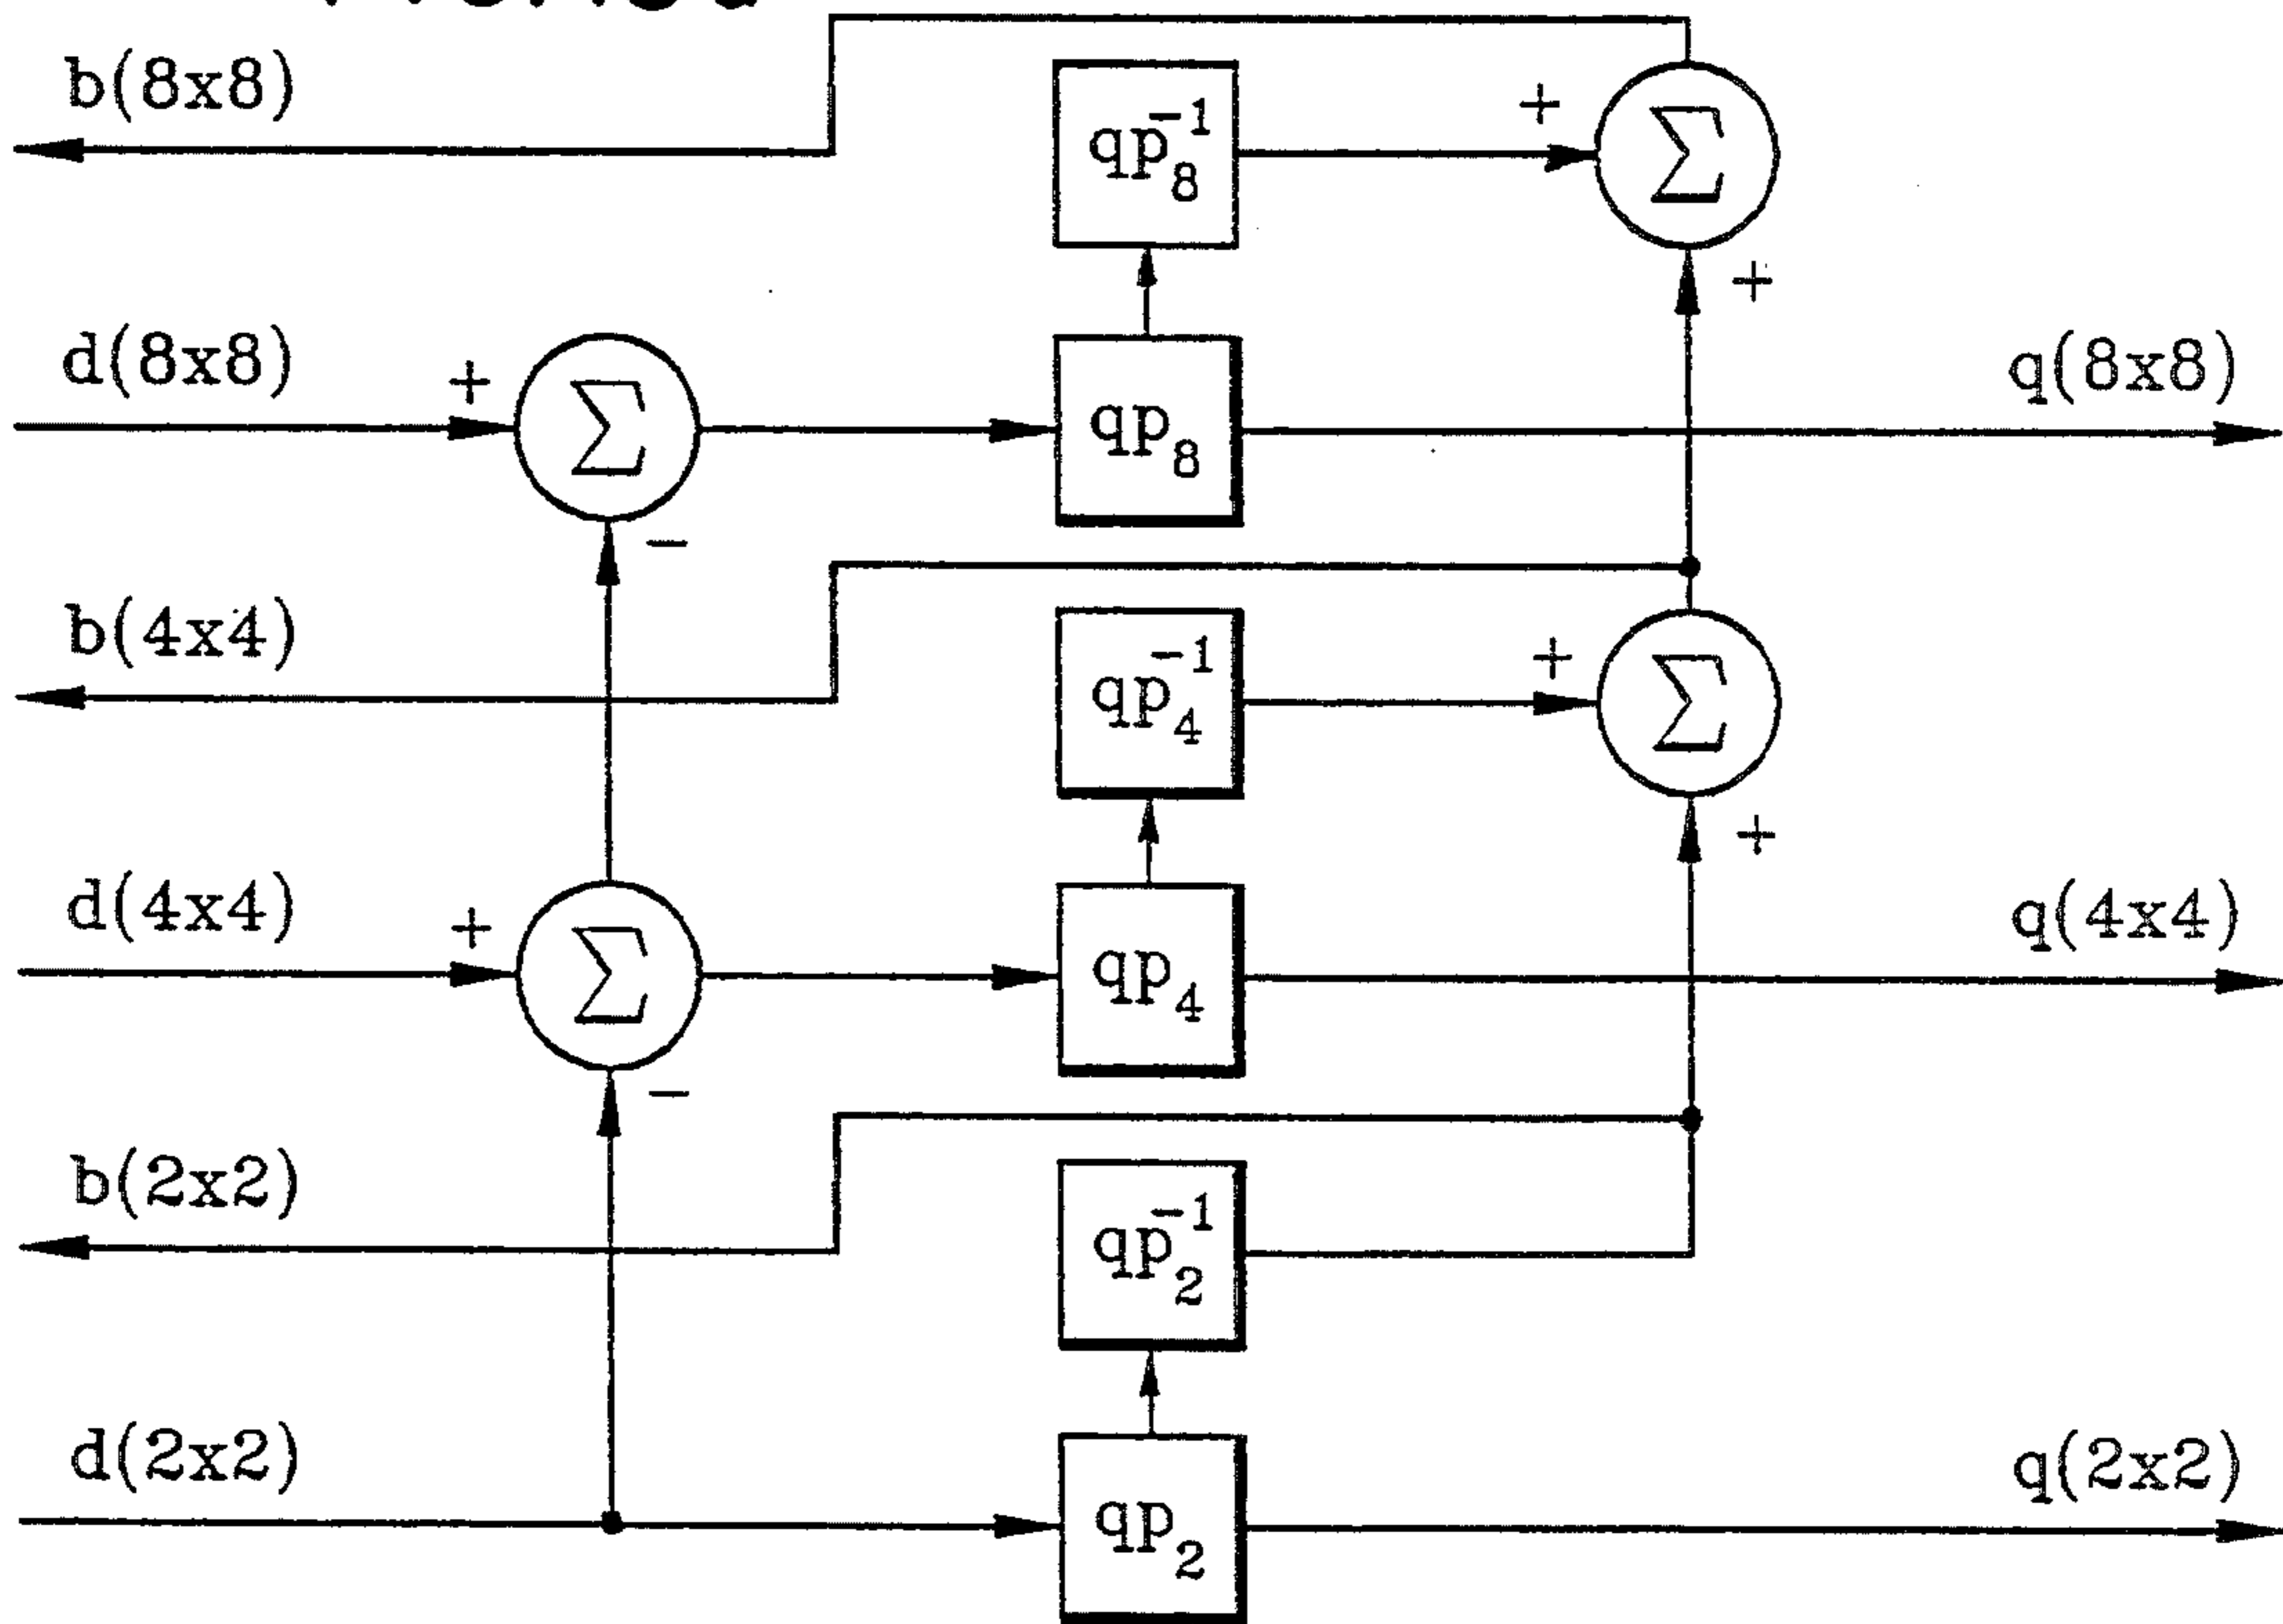 b(8x8)
qp₈⁻¹
+
Σ
+
d(8x8)
+
Σ
qp₈
q(8x8)
−
b(4x4)
qp₄⁻¹
+
Σ
+
d(4x4)
+
Σ
qp₄
q(4x4)
−
b(2x2)
qp₂⁻¹
d(2x2)
qp₂
q(2x2)